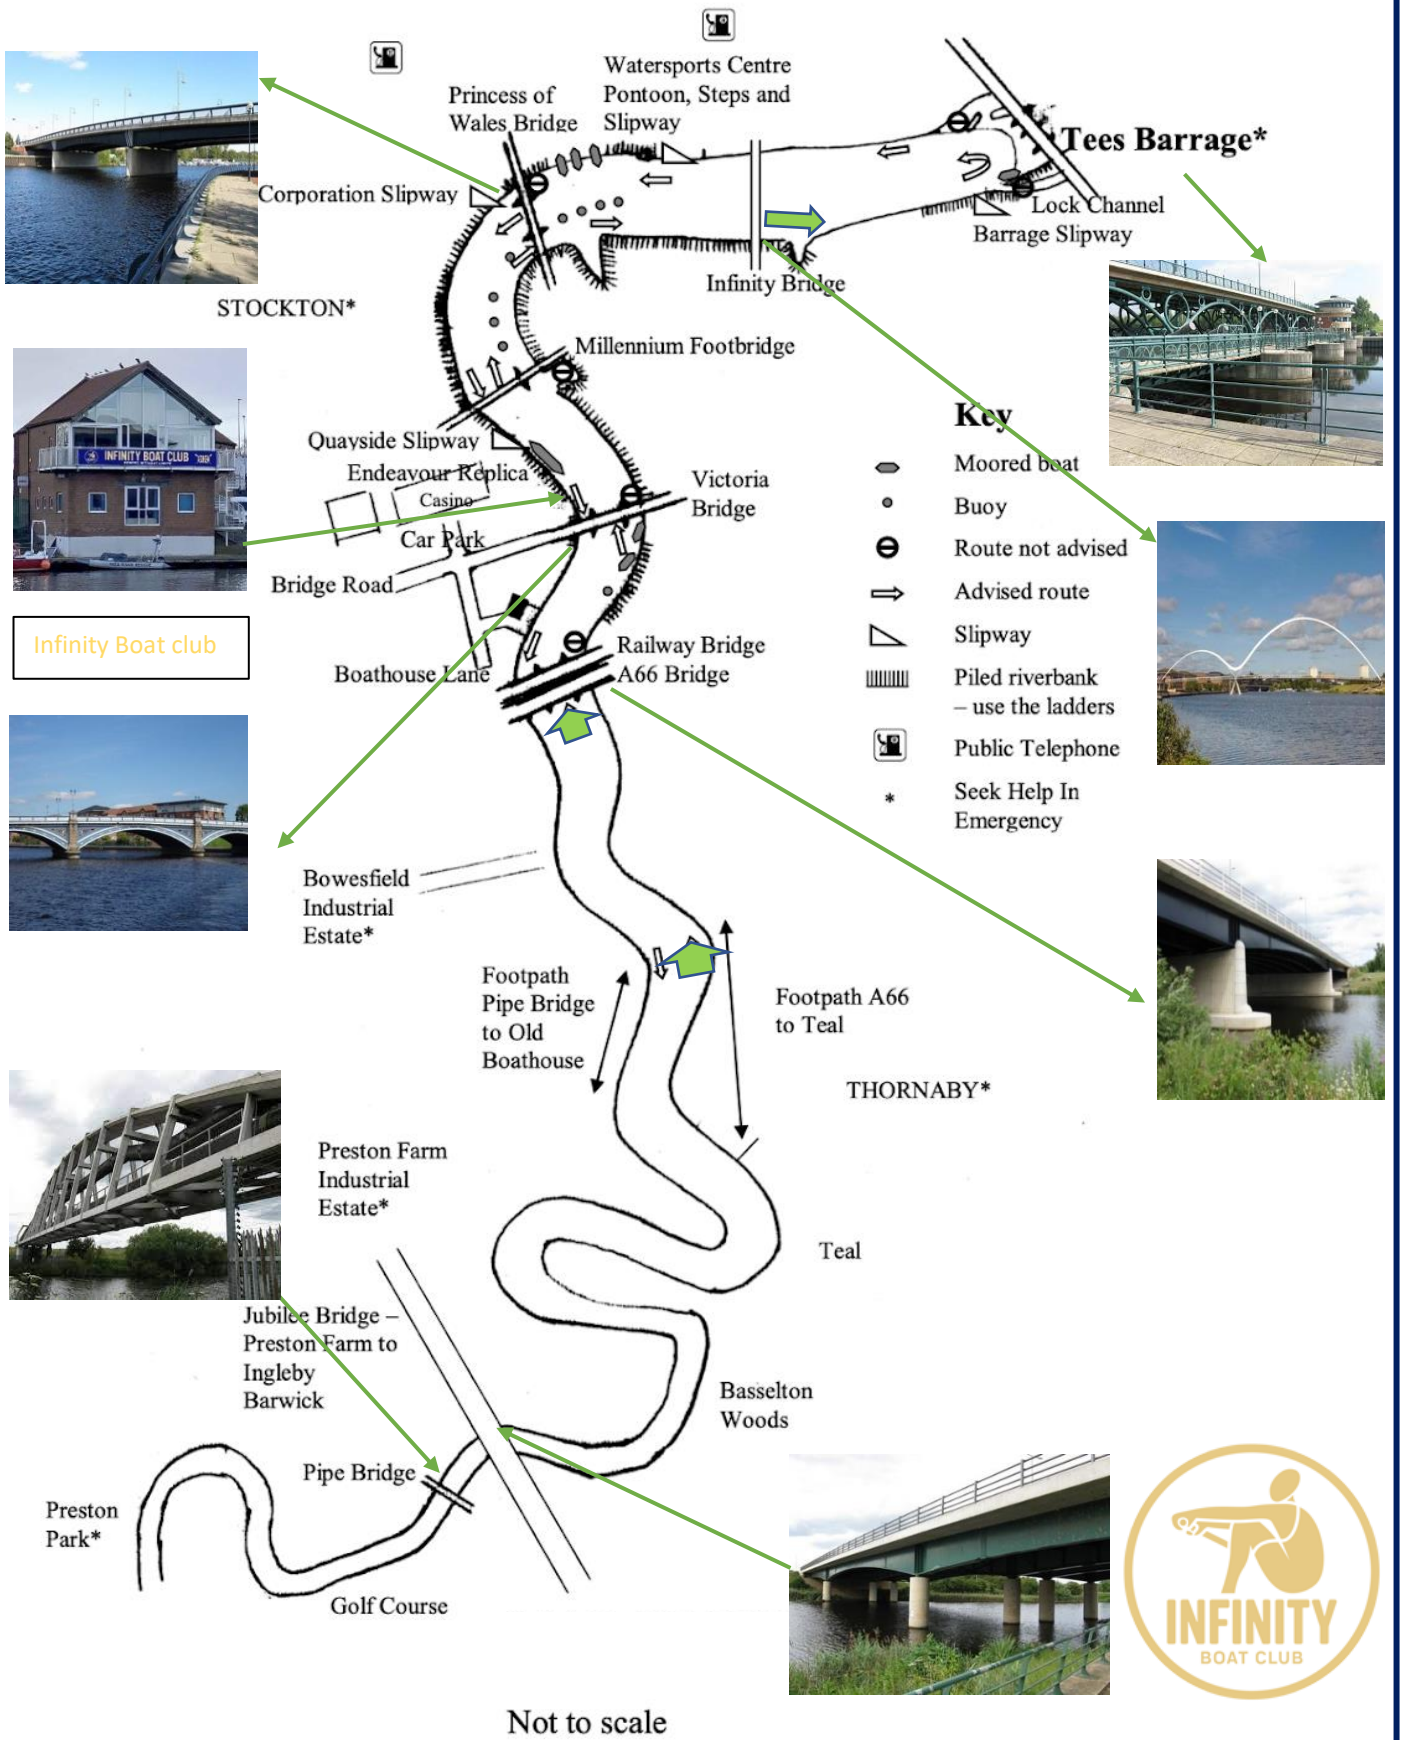 Watersports Centre
Pontoon, Steps and
Slipway
Princess of
Wales Bridge
Tees Barrage*
Corporation Slipway
Lock Channel
Barrage Slipway
Infinity Bridge
STOCKTON*
Millennium Footbridge
Key
Moored boat
Buoy
Route not advised
Advised route
Slipway
Piled riverbank
– use the ladders
Public Telephone
*
Seek Help In
Emergency
Quayside Slipway
Endeavour Replica
Casino
Car Park
Victoria
Bridge
Bridge Road
INFINITY BOAT CLUB
Infinity Boat club
Boathouse Lane
Railway Bridge
A66 Bridge
Bowesfield
Industrial
Estate*
Footpath
Pipe Bridge
to Old
Boathouse
Footpath A66
to Teal
THORNABY*
Preston Farm
Industrial
Estate*
Teal
Jubilee Bridge –
Preston Farm to
Ingleby
Barwick
Basselton
Woods
Pipe Bridge
Preston
Park*
Golf Course
INFINITY
BOAT CLUB
Not to scale